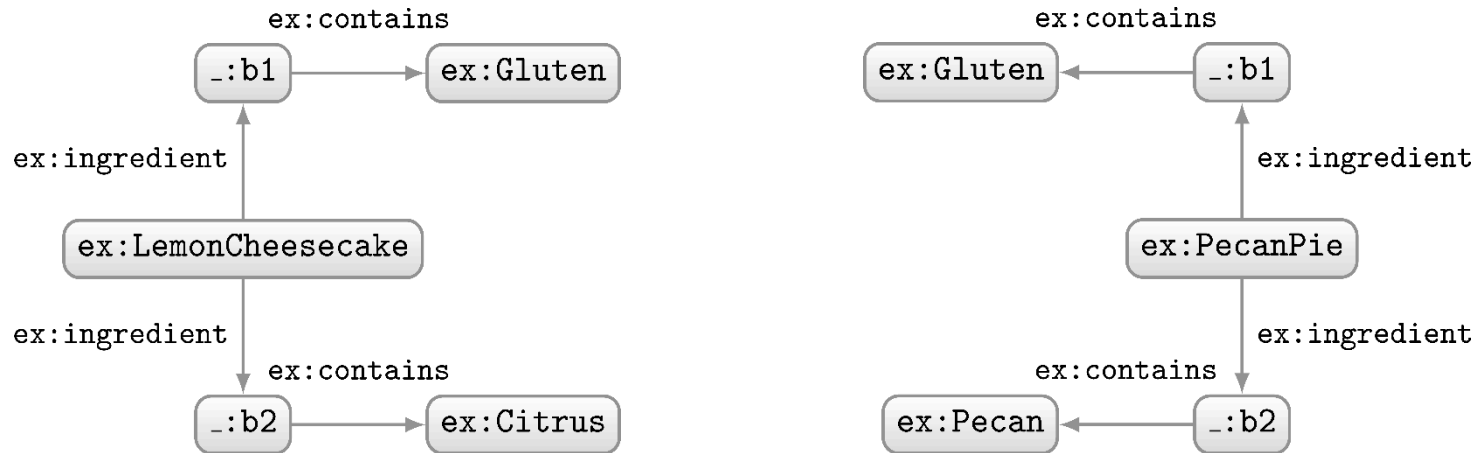 ex:contains
_:b1
ex:Gluten
ex:ingredient
ex:LemonCheesecake
ex:ingredient
ex:contains
_:b2
ex:Citrus
ex:contains
ex:Gluten
_:b1
ex:ingredient
ex:PecanPie
ex:ingredient
ex:contains
ex:Pecan
_:b2